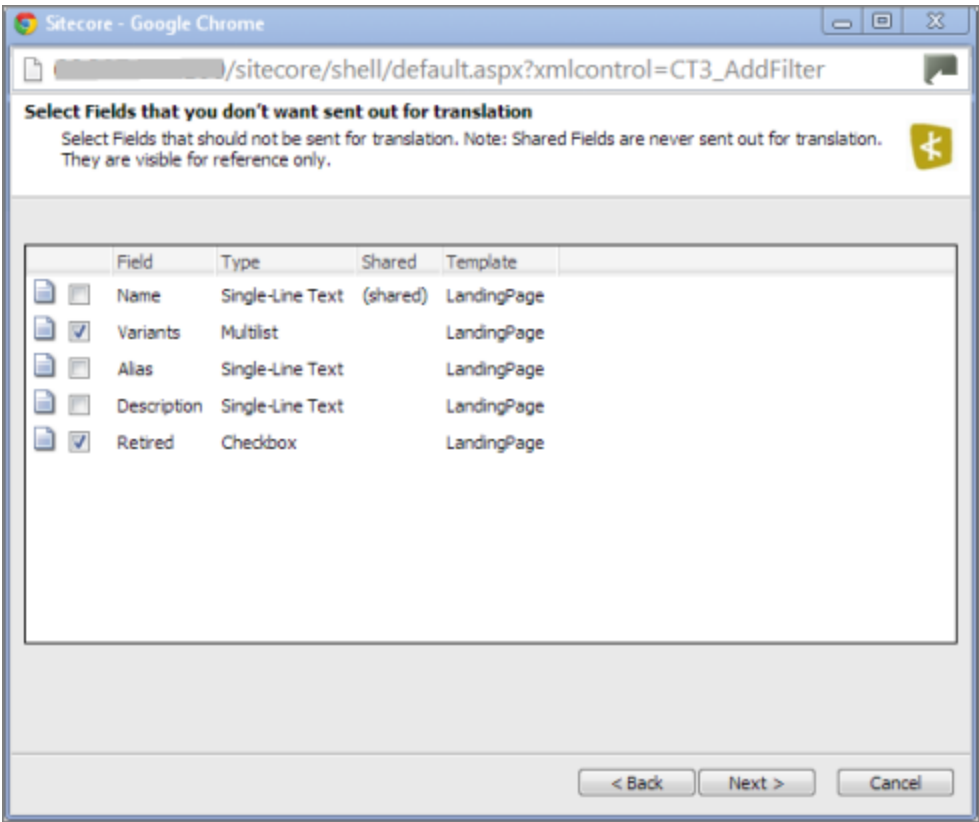 Sitecore - Google Chrome
/sitecore/shell/default.aspx?xmlcontrol=CT3_AddFilter
Select Fields that you don't want sent out for translation
Select Fields that should not be sent for translation. Note: Shared Fields are never sent out for translation.
They are visible for reference only.
Field Type Shared Template
Name Single-Line Text (shared) LandingPage
Variants Multilist LandingPage
Alias Single-Line Text LandingPage
Description Single-Line Text LandingPage
Retired Checkbox LandingPage
< Back Next > Cancel